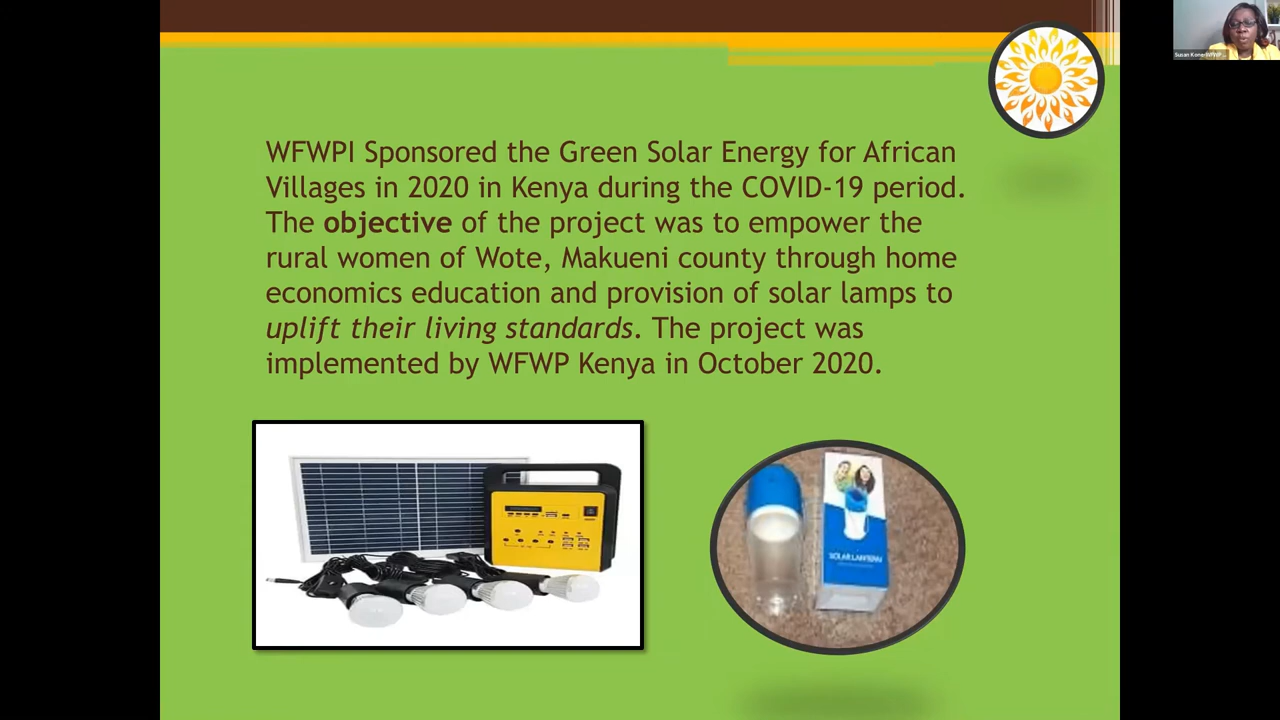 WFWPI Sponsored the Green Solar Energy for African
Villages in 2020 in Kenya during the COVID-19 period.
The objective of the project was to empower the
rural women of Wote, Makueni county through home
economics education and provision of solar lamps to
uplift their living standards. The project was
implemented by WFWP Kenya in October 2020.
SOLAR LANTERN